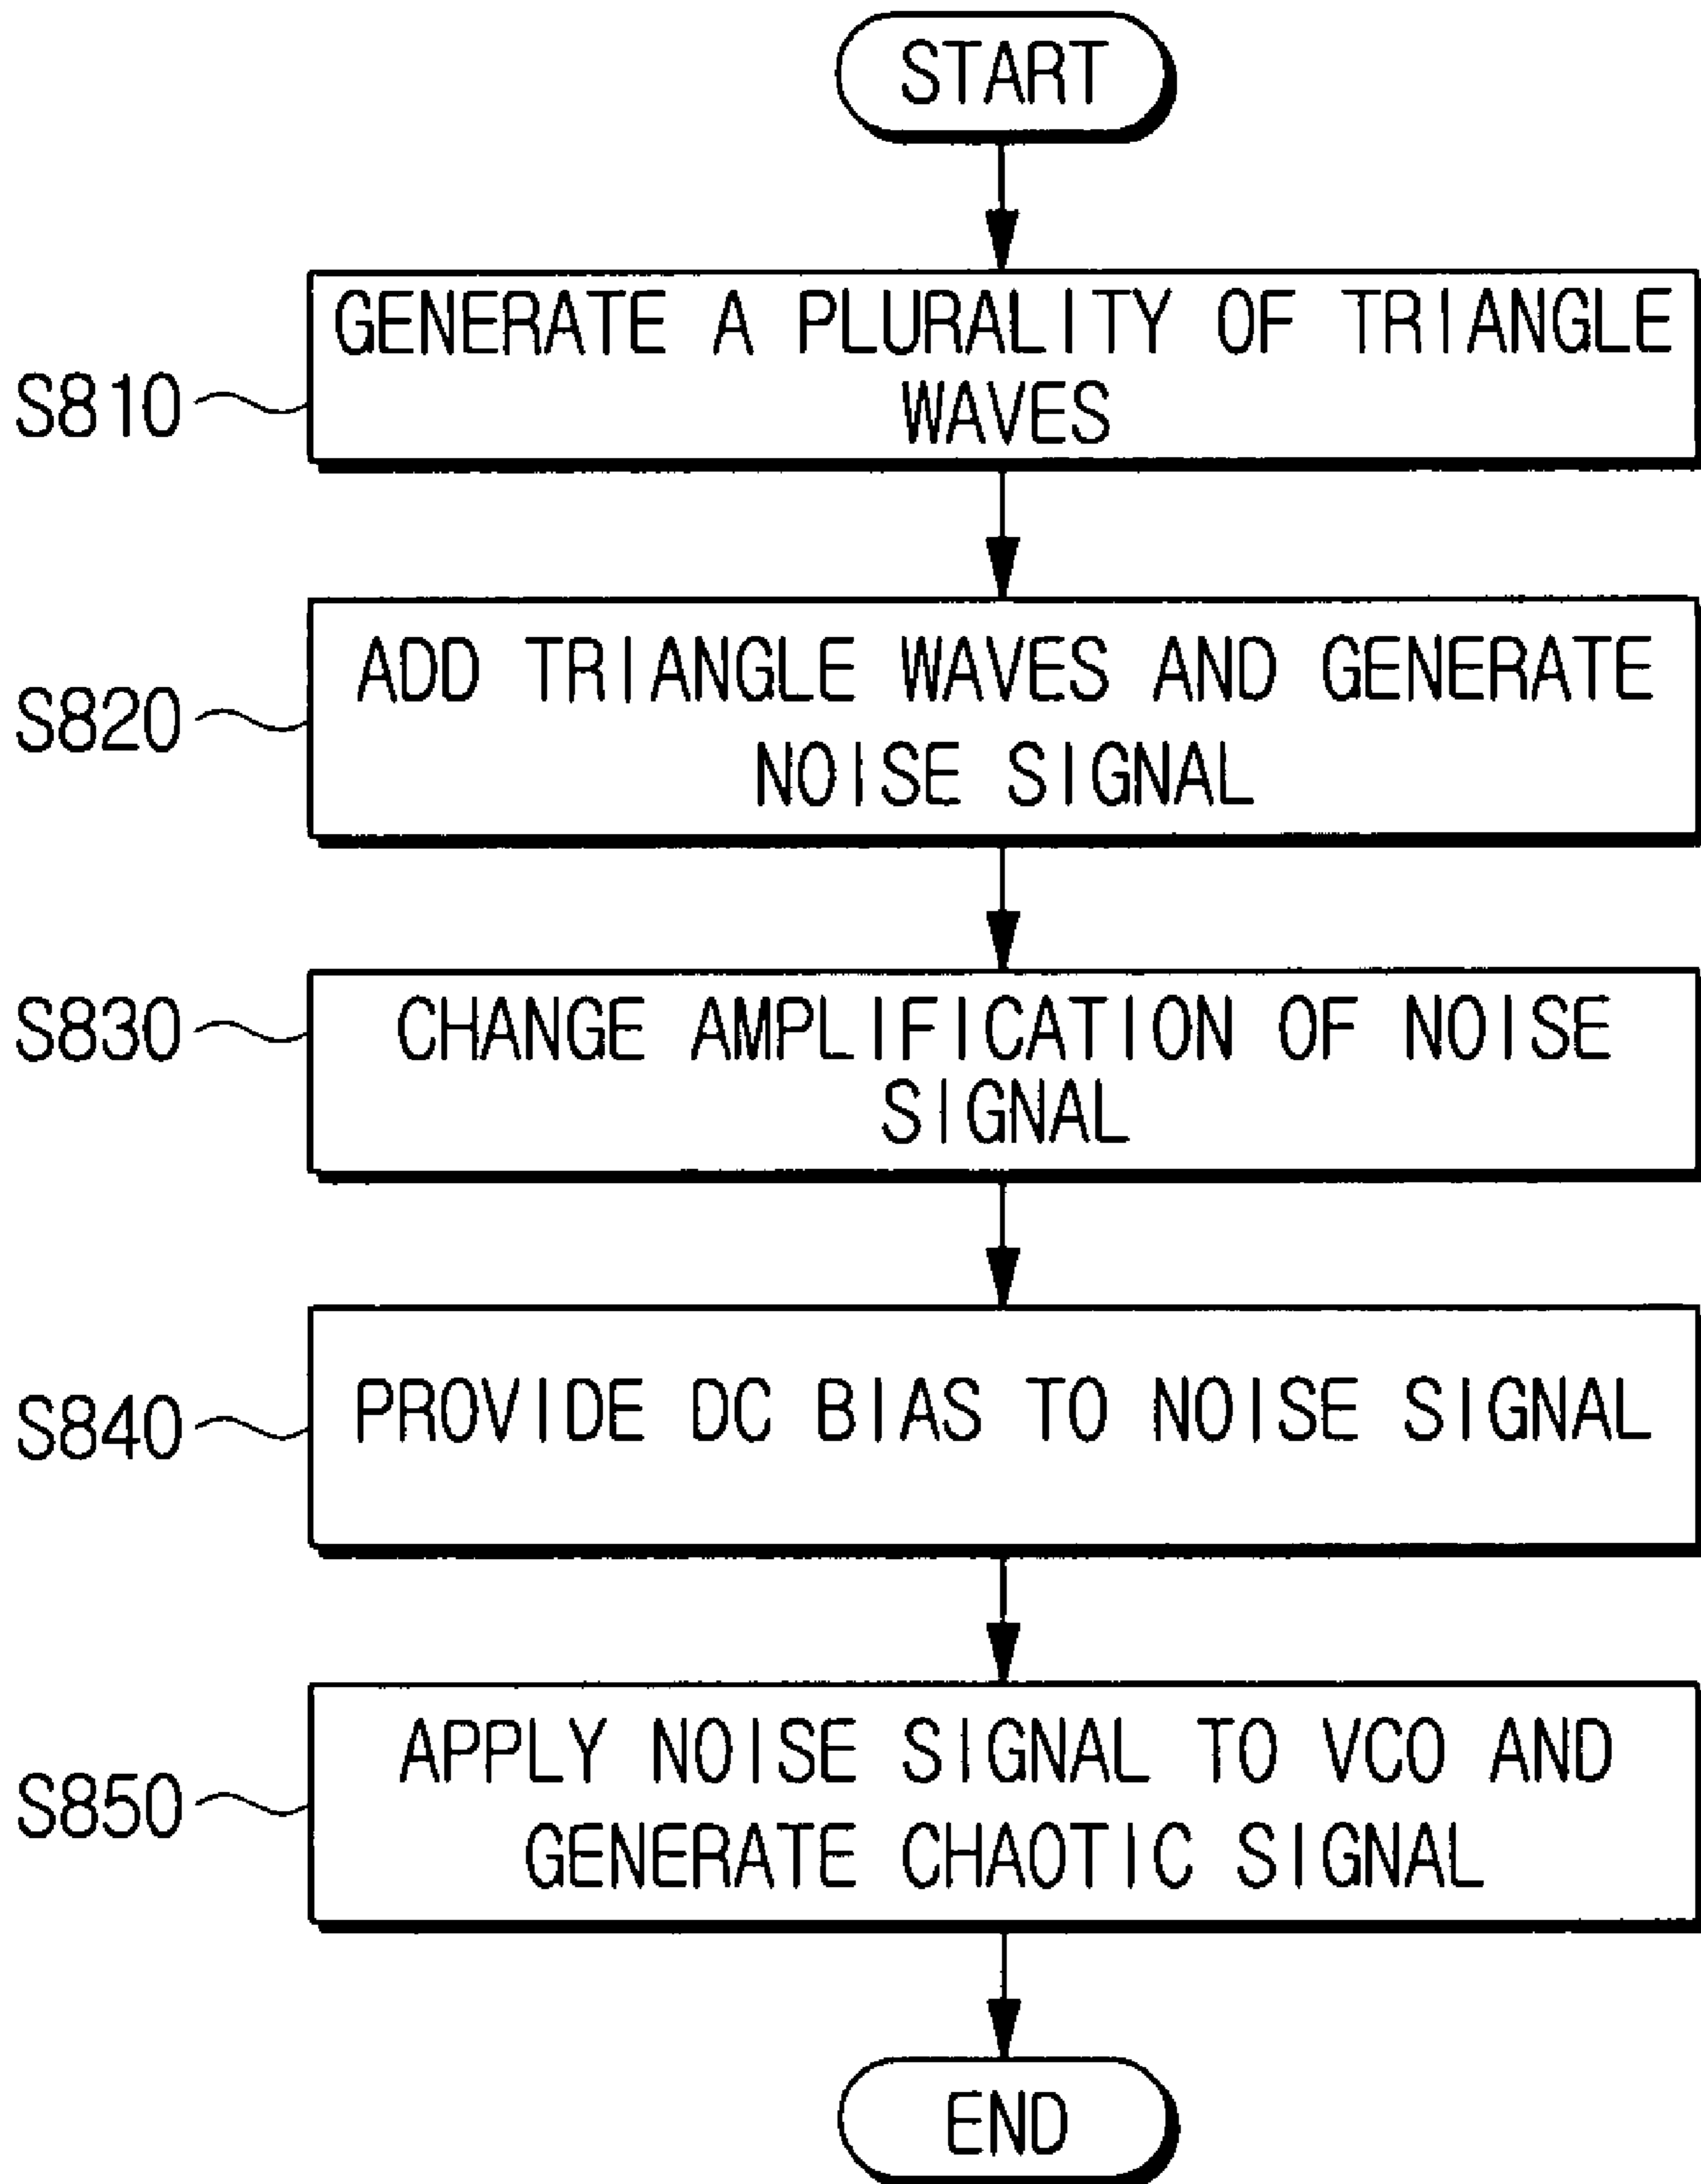 START
GENERATE A PLURALITY OF TRIANGLE
WAVES
S810
ADD TRIANGLE WAVES AND GENERATE
NOISE SIGNAL
S820
CHANGE AMPLIFICATION OF NOISE
SIGNAL
S830
PROVIDE DC BIAS TO NOISE SIGNAL
S840
APPLY NOISE SIGNAL TO VCO AND
GENERATE CHAOTIC SIGNAL
S850
END